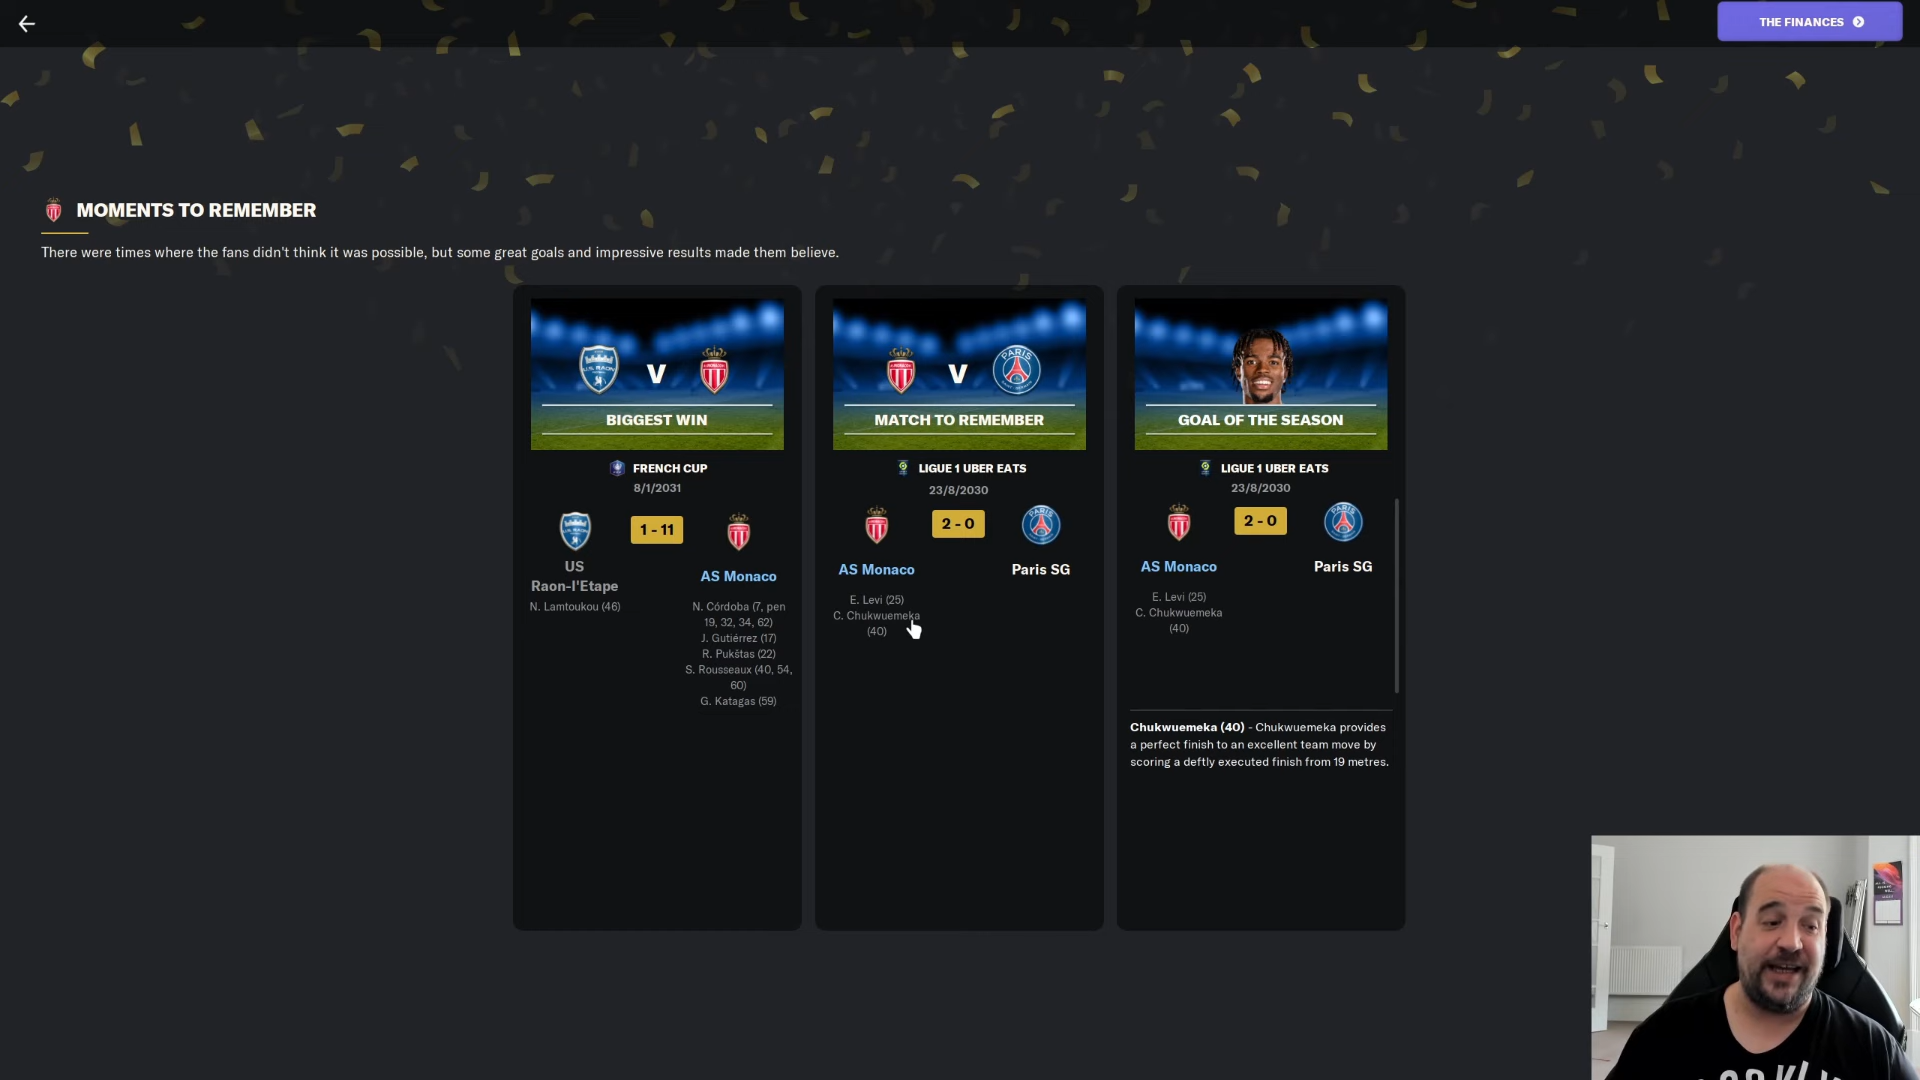 THE FINANCES
MOMENTS TO REMEMBER
There were times where the fans didn't think it was possible, but some great goals and impressive results made them believe.
V
BIGGEST WIN
FRENCH CUP
8/1/2031
1 - 11
US
Raon-l'Etape
AS Monaco
N. Lamtoukou (46)
N. Córdoba (7, pen
19, 32, 34, 62)
J. Gutiérrez (17)
R. Pukštas (22)
S. Rousseaux (40, 54,
60)
G. Katagas (59)
V
PARIS
MATCH TO REMEMBER
LIGUE 1 UBER EATS
23/8/2030
2 - 0
AS Monaco
Paris SG
E. Levi (25)
C. Chukwuemeka
(40)
GOAL OF THE SEASON
LIGUE 1 UBER EATS
23/8/2030
2 - 0
AS Monaco
Paris SG
E. Levi (25)
C. Chukwuemeka
(40)
Chukwuemeka (40) - Chukwuemeka provides
a perfect finish to an excellent team move by
scoring a deftly executed finish from 19 metres.